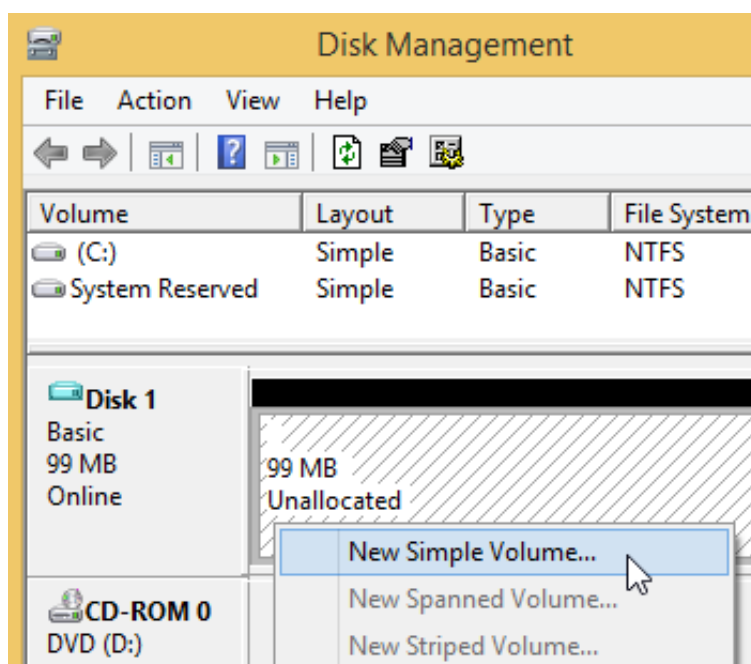 Disk Management
File Action View Help
Volume Layout Type File System
(C:) Simple Basic NTFS
System Reserved Simple Basic NTFS
Disk 1
Basic
99 MB
Online
99 MB
Unallocated
New Simple Volume...
New Spanned Volume...
New Striped Volume...
CD-ROM 0
DVD (D:)